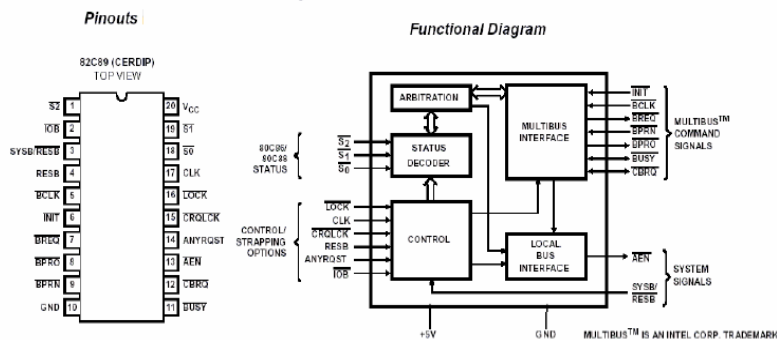 Pinouts
82C89 (CERDIP)
TOP VIEW
S2 1
IOB 2
SYSB/RESB 3
RESB 4
BCLK 5
INIT 6
BREQ 7
BPRO 8
BPRN 9
GND 10
20 VCC
19 S1
18 S0
17 CLK
16 LOCK
15 CRQLCK
14 ANYRQST
13 AEN
12 CBRQ
11 BUSY
Functional Diagram
ARBITRATION
MULTIBUS
INTERFACE
STATUS
DECODER
CONTROL
LOCAL
BUS
INTERFACE
80C86/
80C88
STATUS
S2
S1
S0
CONTROL/
STRAPPING
OPTIONS
LOCK
CLK
CRQLCK
RESB
ANYRQST
IOB
INIT
BCLK
BREQ
BPRN
BPRO
BUSY
CBRQ
MULTIBUS™
COMMAND
SIGNALS
AEN
SYSB/
RESB
SYSTEM
SIGNALS
+5V
GND
MULTIBUS™ IS AN INTEL CORP. TRADEMARK